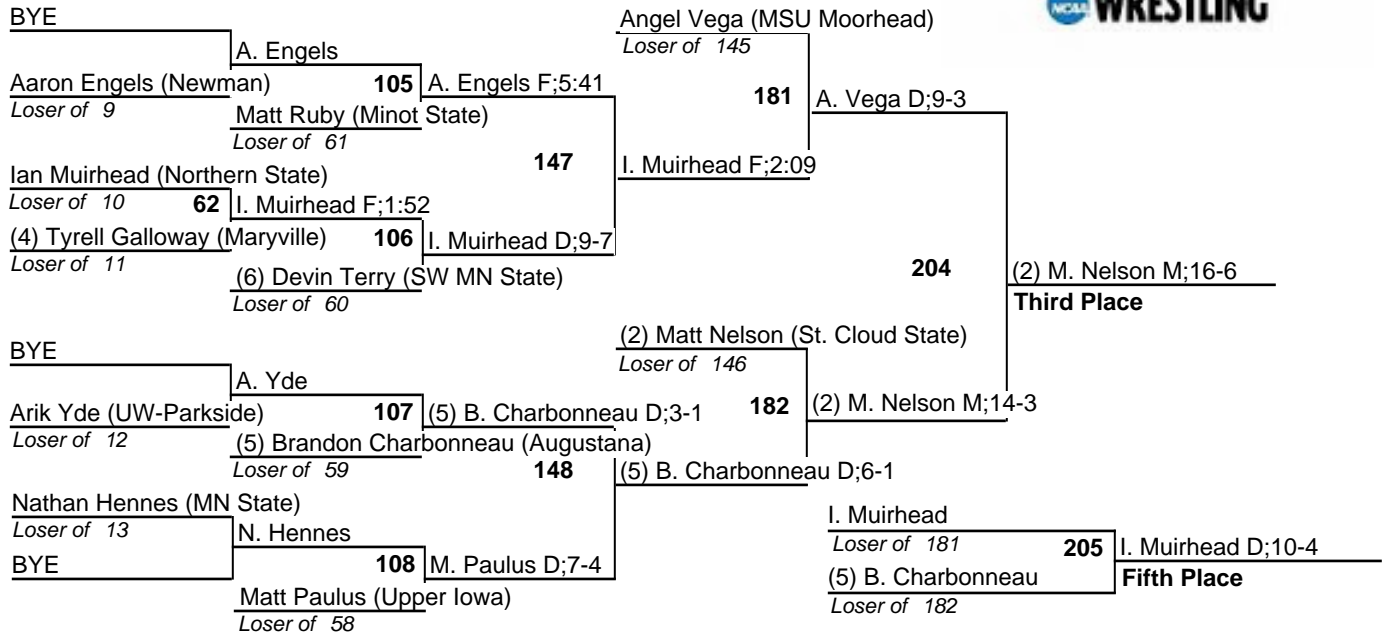 NCAA WRESTLING
BYE
A. Engels
Aaron Engels (Newman)
Loser of 9
105
A. Engels F;5:41
Matt Ruby (Minot State)
Loser of 61
147
Ian Muirhead (Northern State)
Loser of 10
62
I. Muirhead F;1:52
(4) Tyrell Galloway (Maryville)
Loser of 11
106
I. Muirhead D;9-7
(6) Devin Terry (SW MN State)
Loser of 60
Angel Vega (MSU Moorhead)
Loser of 145
181
A. Vega D;9-3
I. Muirhead F;2:09
204
(2) M. Nelson M;16-6
Third Place
BYE
A. Yde
Arik Yde (UW-Parkside)
Loser of 12
107
(5) B. Charbonneau D;3-1
(5) Brandon Charbonneau (Augustana)
Loser of 59
148
Nathan Hennes (MN State)
Loser of 13
N. Hennes
BYE
108
M. Paulus D;7-4
Matt Paulus (Upper Iowa)
Loser of 58
(2) Matt Nelson (St. Cloud State)
Loser of 146
182
(2) M. Nelson M;14-3
(5) B. Charbonneau D;6-1
I. Muirhead
Loser of 181
205
I. Muirhead D;10-4
(5) B. Charbonneau
Fifth Place
Loser of 182